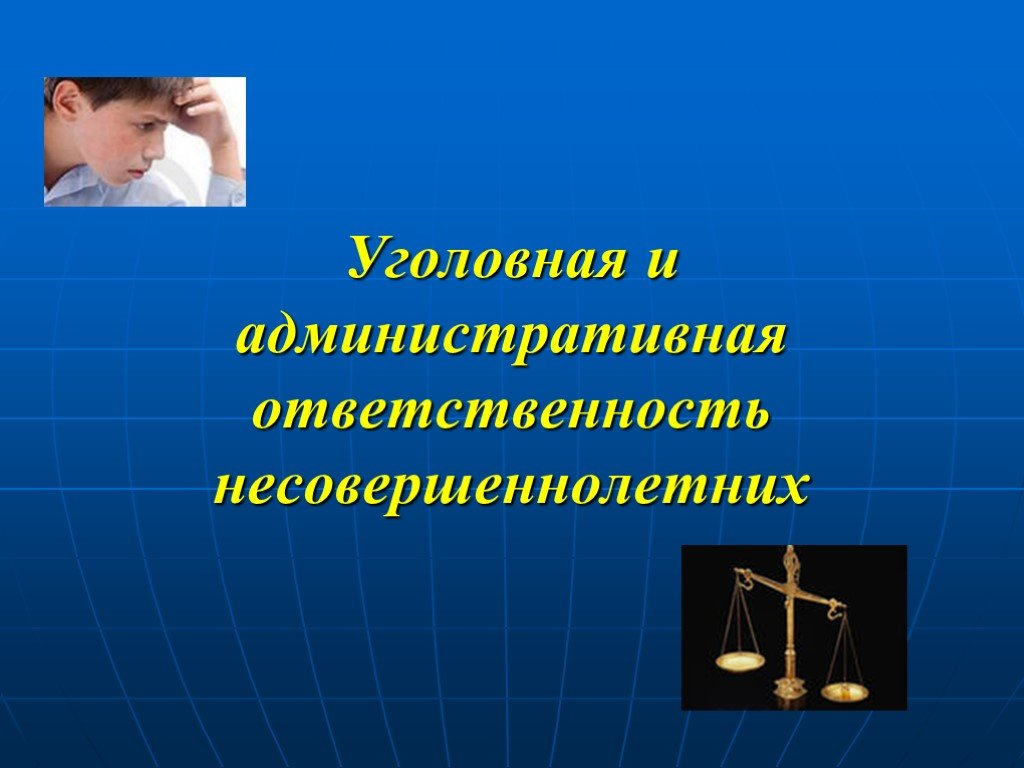 Уголовная и
административная
ответственность
несовершеннолетних